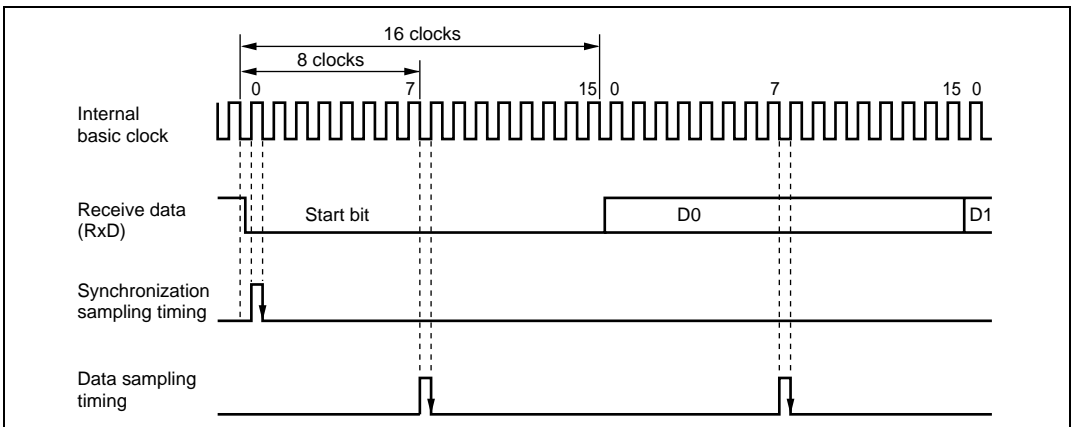 16 clocks
8 clocks
0 7 15 0 7 15 0
Internal
basic clock
Receive data
(RxD)
Start bit D0 D1
Synchronization
sampling timing
Data sampling
timing